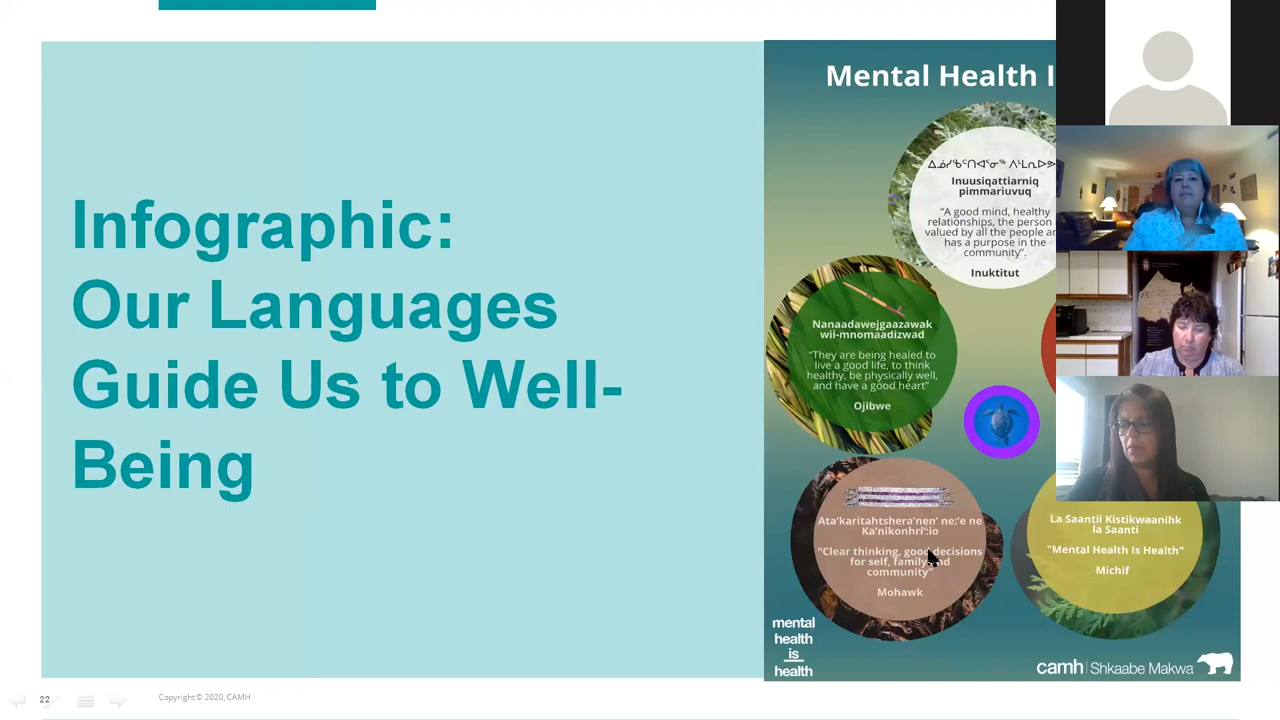 Infographic:
Our Languages
Guide Us to Well-
Being
Mental Health I
Inuusiqattiarniq
pimmariuvuq
"A good mind, healthy
relationships, the person
valued by all the people
has a purpose in the
community".
Inuktitut
Nanaadawejgaazawak
wii-mnomaadizwad
"They are being healed to
live a good life, to think
healthy, be physically well,
and have a good heart"
Ojibwe
Ata'karitahtshera'nen' ne:'e ne
Ka'nikonhri':io
"Clear thinking, good decisions
for self, family and
community"
Mohawk
La Saantii Kistikwaanihk
la Saanti
"Mental Health Is Health"
Michif
mental
health
is
health
camh | Shkaabe Makwa
22
Copyright © 2020, CAMH